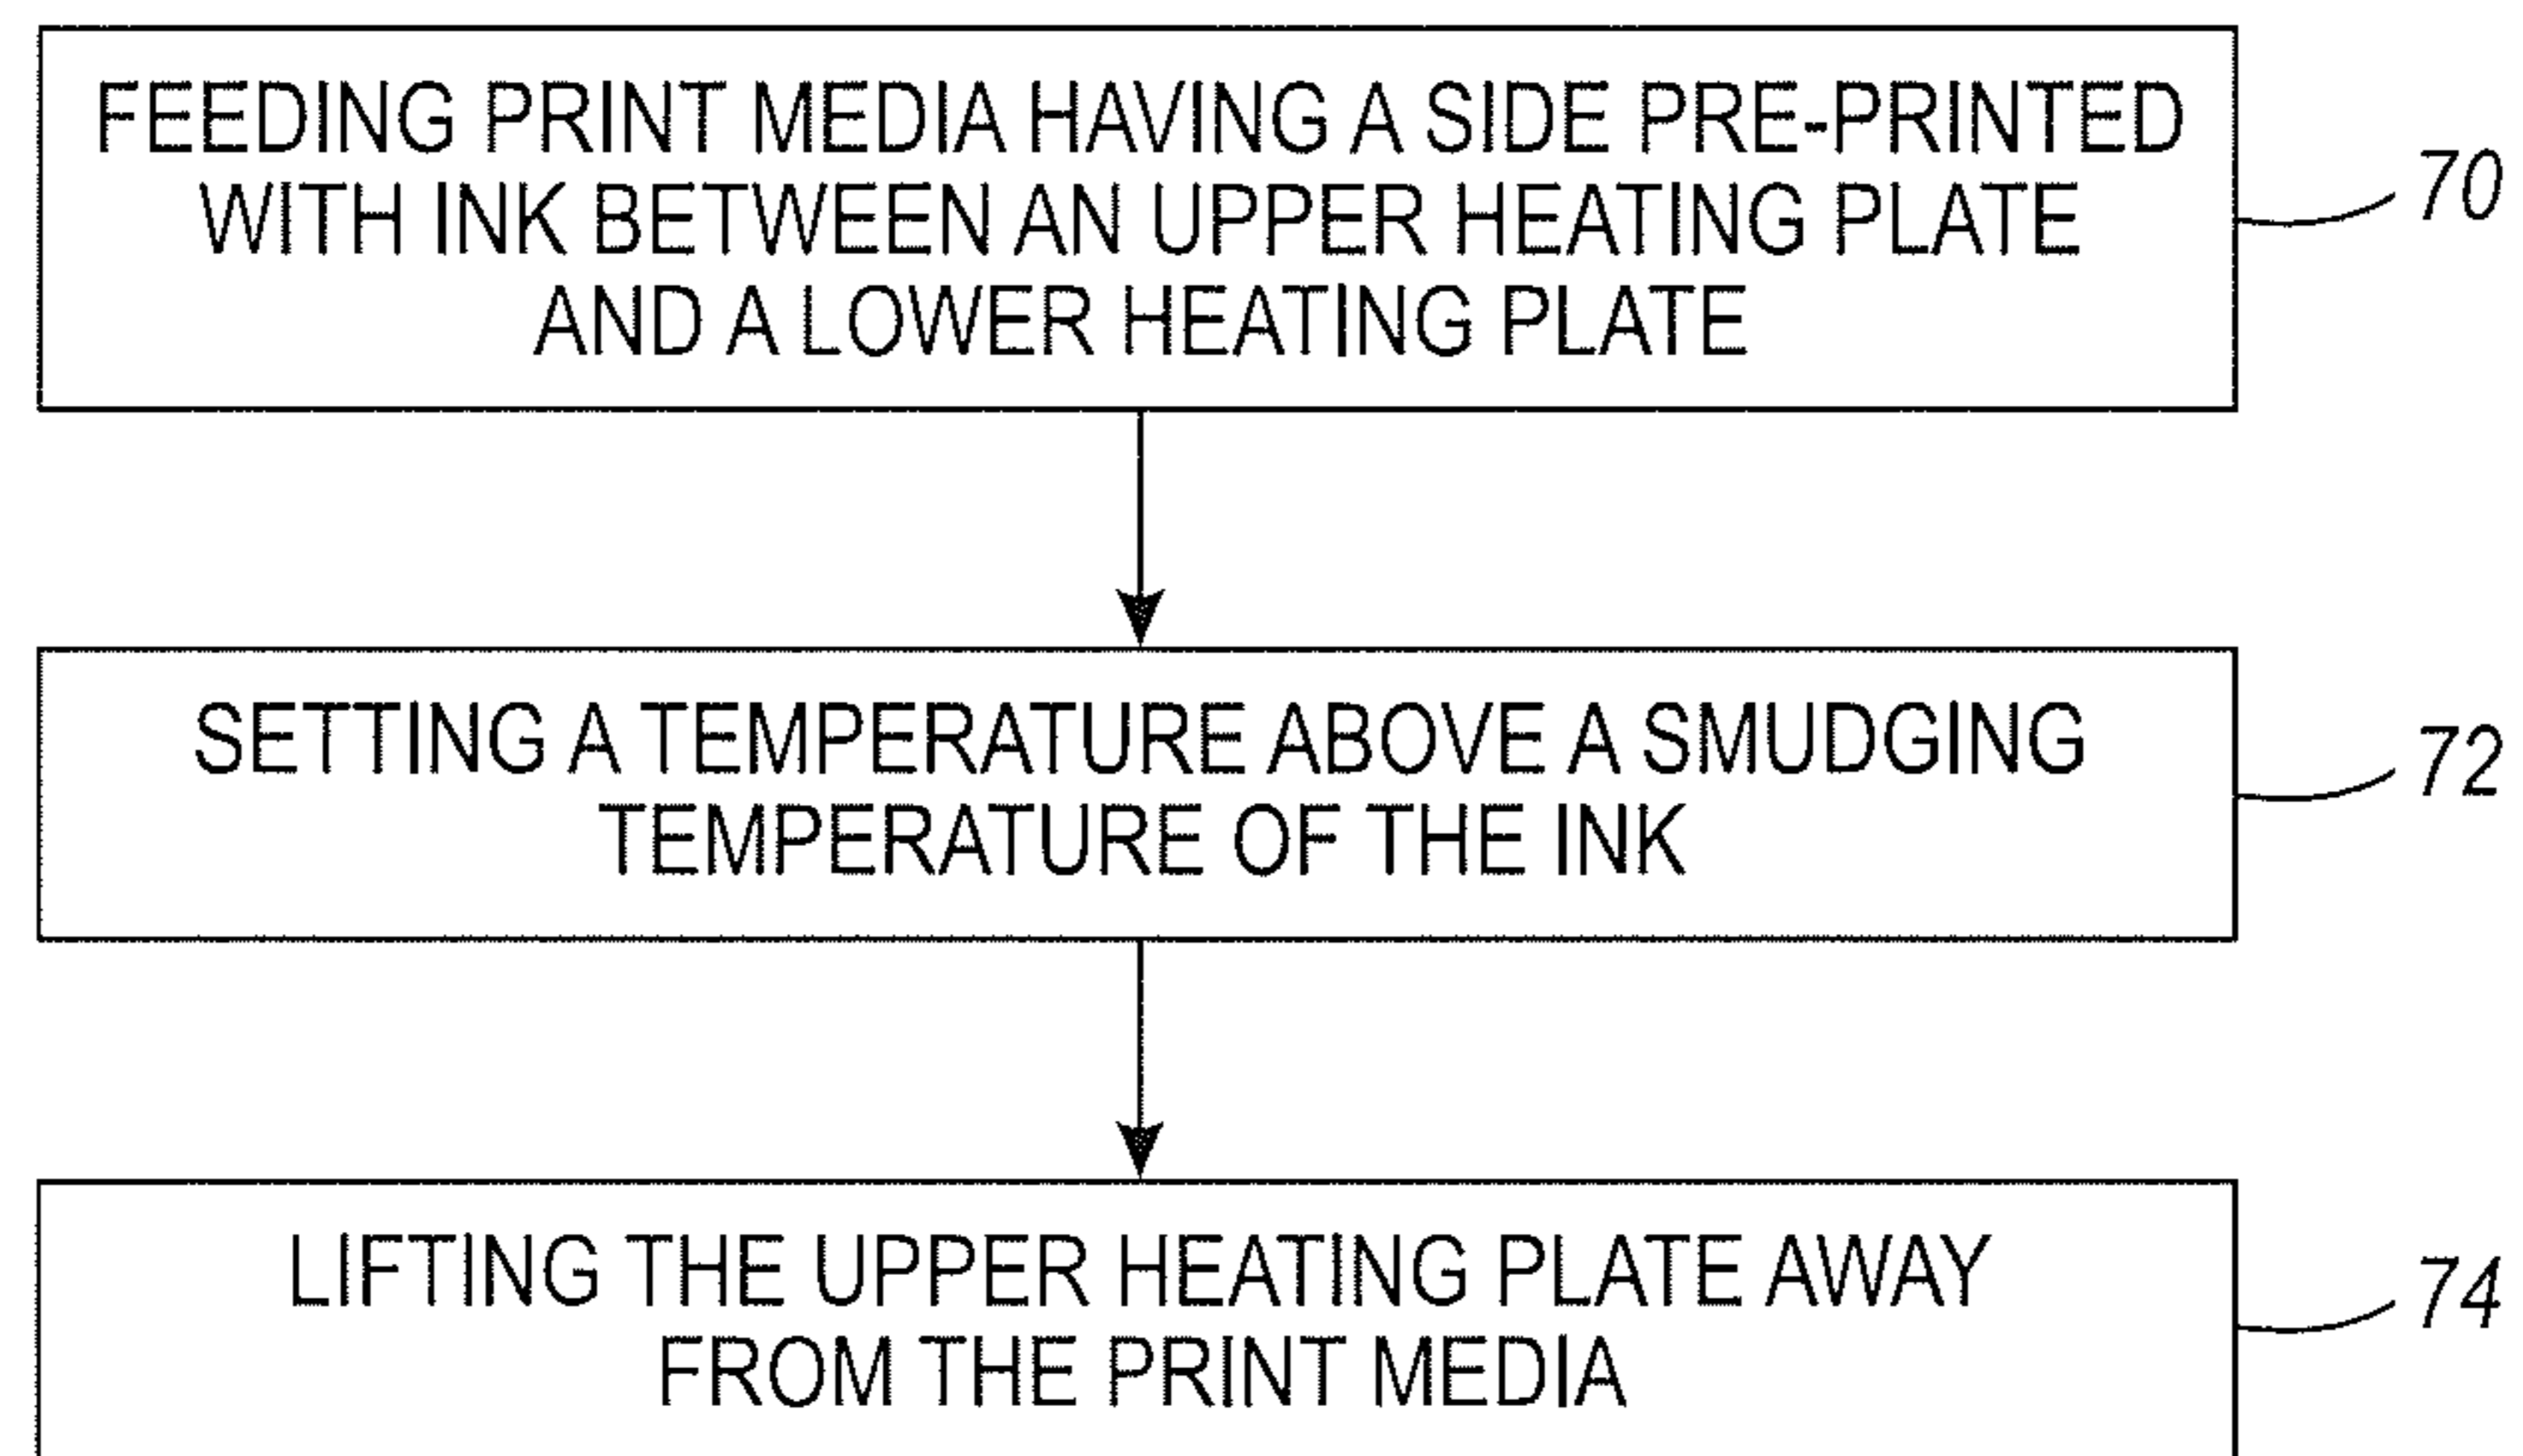 FEEDING PRINT MEDIA HAVING A SIDE PRE-PRINTED
WITH INK BETWEEN AN UPPER HEATING PLATE
AND A LOWER HEATING PLATE
70
SETTING A TEMPERATURE ABOVE A SMUDGING
TEMPERATURE OF THE INK
72
LIFTING THE UPPER HEATING PLATE AWAY
FROM THE PRINT MEDIA
74